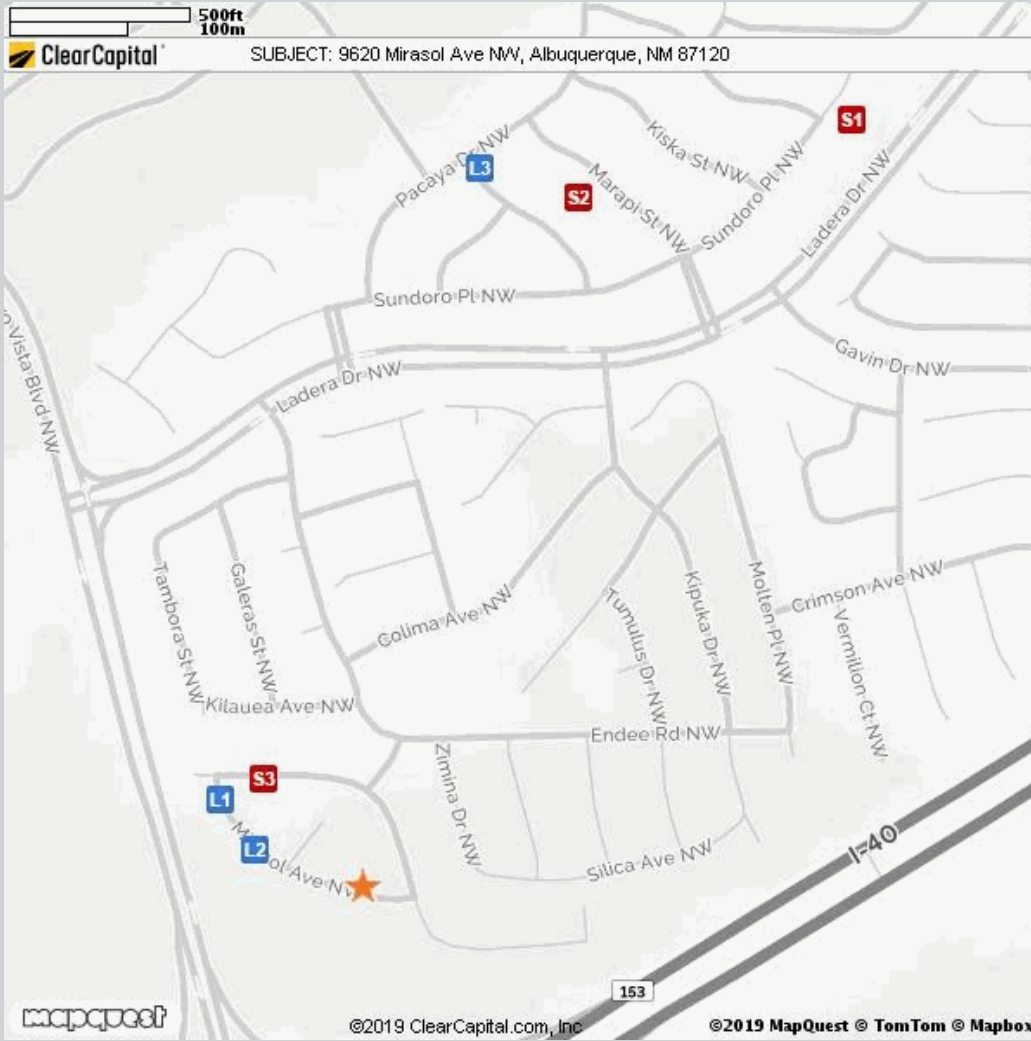 500ft
100m
ClearCapital
SUBJECT: 9620 Mirasol Ave NW, Albuquerque, NM 87120
S1
Kiska St NW
Pacaya Dr NW
L3
Marapi St NW
S2
Sundoro Pl NW
Ladera Dr NW
Sundoro Pl NW
o Vista Blvd NW
Gavin Dr NW
Ladera Dr NW
Tambora St NW
Galeras St NW
Colima Ave NW
Tumulus Dr NW
Kipuka Dr NW
Molten Pl NW
Crimson Ave NW
Vermilion Ct NW
Kilauea Ave NW
Endee Rd NW
Zimina Dr NW
S3
L1
L2
M ol Ave NW
Silica Ave NW
I-40
153
mapquest
©2019 ClearCapital.com, Inc
©2019 MapQuest © TomTom © Mapbox